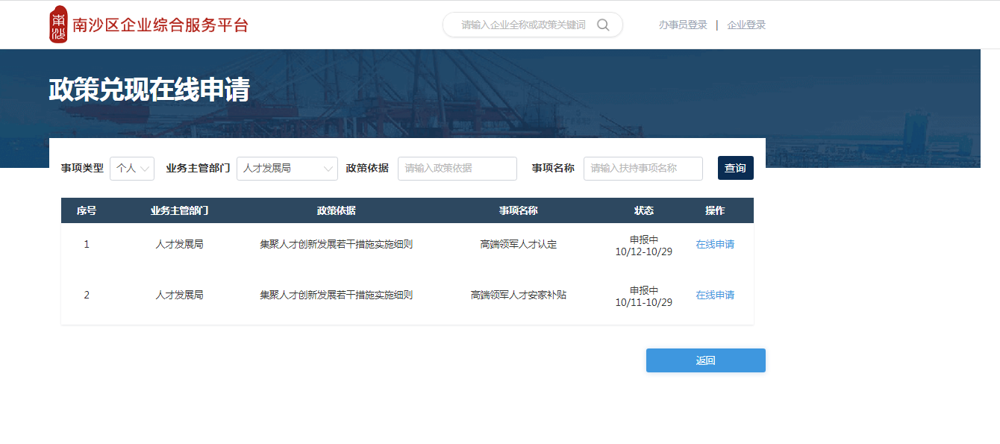 南沙 南沙区企业综合服务平台 请输入企业全称或政策关键词 办事员登录 | 企业登录
政策兑现在线申请
事项类型 个人 业务主管部门 人才发展局 政策依据 请输入政策依据 事项名称 请输入扶持事项名称 查询
序号 业务主管部门 政策依据 事项名称 状态 操作
1 人才发展局 集聚人才创新发展若干措施实施细则 高端领军人才认定 申报中 在线申请
10/12-10/29
2 人才发展局 集聚人才创新发展若干措施实施细则 高端领军人才安家补贴 申报中 在线申请
10/11-10/29
返回